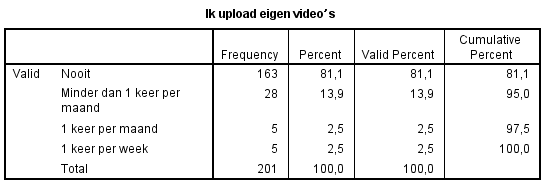 Ik upload eigen video's
Cumulative
Frequency Percent Valid Percent Percent
Valid Nooit 163 81,1 81,1 81,1
Minder dan 1 keer per 28 13,9 13,9 95,0
maand
1 keer per maand 5 2,5 2,5 97,5
1 keer per week 5 2,5 2,5 100,0
Total 201 100,0 100,0